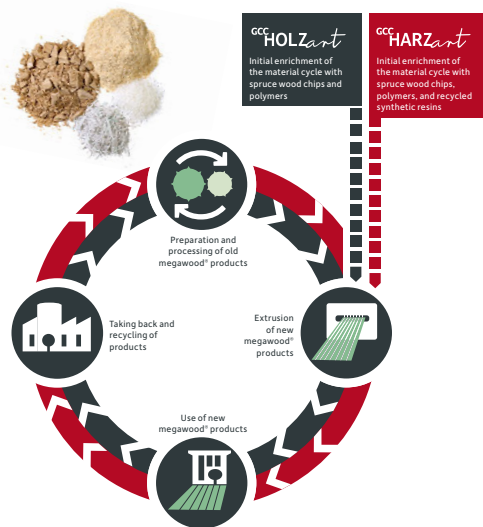 GCC HOLZart
Initial enrichment of
the material cycle with
spruce wood chips and
polymers
GCC HARZart
Initial enrichment of
the material cycle with
spruce wood chips,
polymers, and recycled
synthetic resins
Preparation and
processing of old
megawood® products
Taking back and
recycling of
products
Extrusion
of new
megawood®
products
Use of new
megawood® products